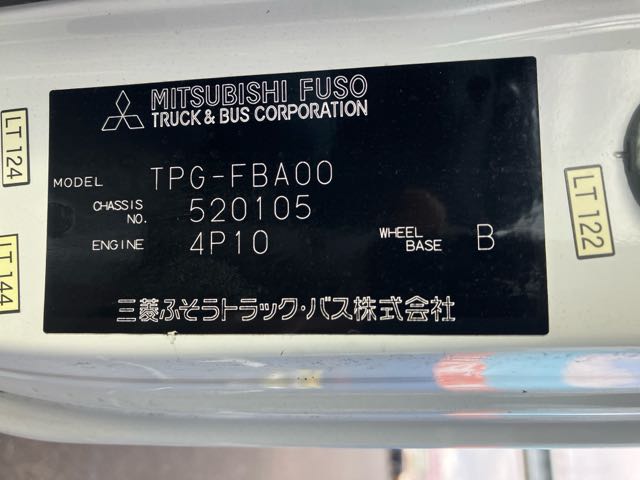 MITSUBISHI FUSO
TRUCK & BUS CORPORATION
MODEL TPG-FBA00
CHASSIS NO. 520105
ENGINE 4P10 WHEEL BASE B
三菱ふそうトラック・バス株式会社
LT 124
LT 144
LT 122